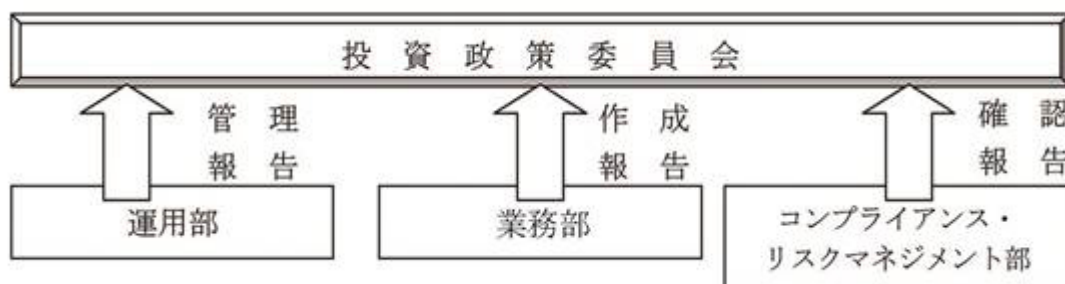 投資政策委員会
管理
報告
作成
報告
確認
報告
運用部
業務部
コンプライアンス・
リスクマネジメント部